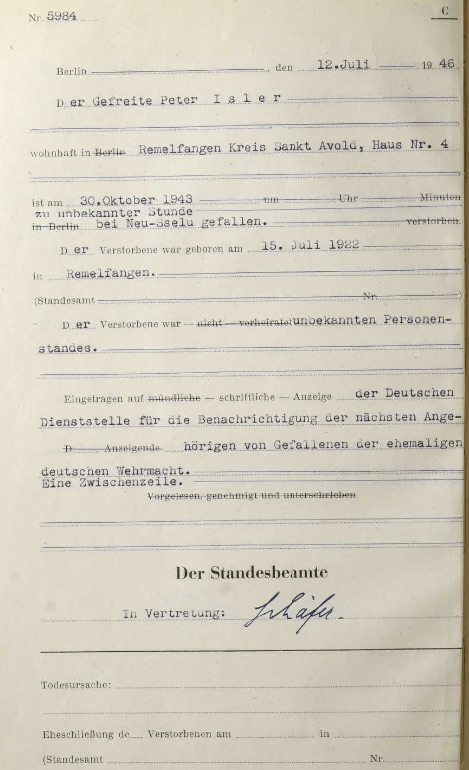 Nr. 5984
C
Berlin, den 12.Juli 1946
Der Gefreite Peter Isler
wohnhaft in Berlin Remelfangen Kreis Sankt Avold, Haus Nr. 4
ist am 30.Oktober 1943 um Uhr Minuten
zu unbekannter Stunde
in Berlin bei Neu-Sselu gefallen. verstorben.
Der Verstorbene war geboren am 15. Juli 1922
in Remelfangen.
(Standesamt Nr. )
Der Verstorbene war nicht verheiratet unbekannten Personen-
standes.
Eingetragen auf mündliche — schriftliche — Anzeige der Deutschen
Dienststelle für die Benachrichtigung der nächsten Ange-
D Anzeigende hörigen von Gefallenen der ehemaligen
deutschen Wehrmacht.
Eine Zwischenzeile.
Vorgelesen, genehmigt und unterschrieben
Der Standesbeamte
In Vertretung: Schäfer.
Todesursache:
Eheschließung de Verstorbenen am in
(Standesamt Nr.